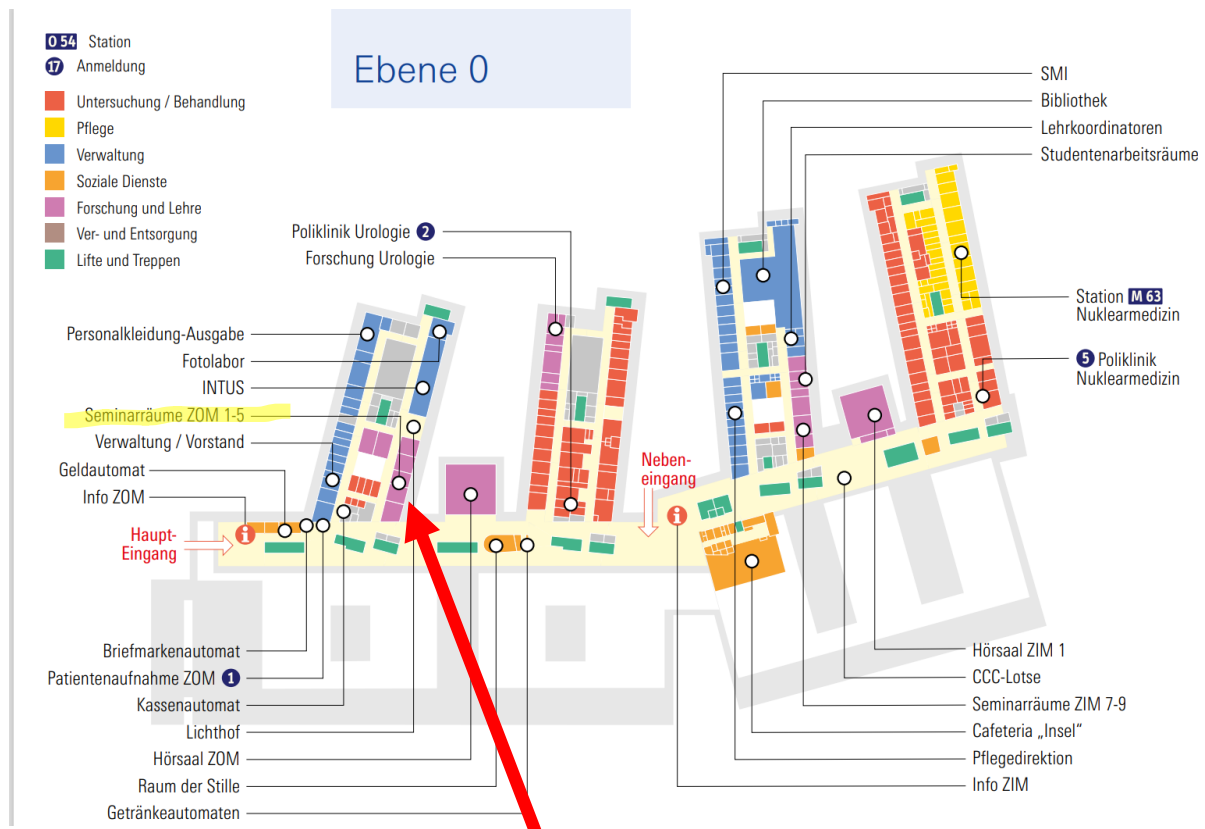 O 54 Station
17 Anmeldung
Untersuchung / Behandlung
Pflege
Verwaltung
Soziale Dienste
Forschung und Lehre
Ver- und Entsorgung
Lifte und Treppen
Ebene 0
Poliklinik Urologie 2
Forschung Urologie
SMI
Bibliothek
Lehrkoordinatoren
Studentenarbeitsräume
Station M 63
Nuklearmedizin
5 Poliklinik
Nuklearmedizin
Personalkleidung-Ausgabe
Fotolabor
INTUS
Seminarräume ZOM 1-5
Verwaltung / Vorstand
Geldautomat
Info ZOM
Haupt-
Eingang
i
Neben-
eingang
i
Briefmarkenautomat
Patientenaufnahme ZOM 1
Kassenautomat
Lichthof
Hörsaal ZOM
Raum der Stille
Getränkeautomaten
Hörsaal ZIM 1
CCC-Lotse
Seminarräume ZIM 7-9
Cafeteria „Insel“
Pflegedirektion
Info ZIM